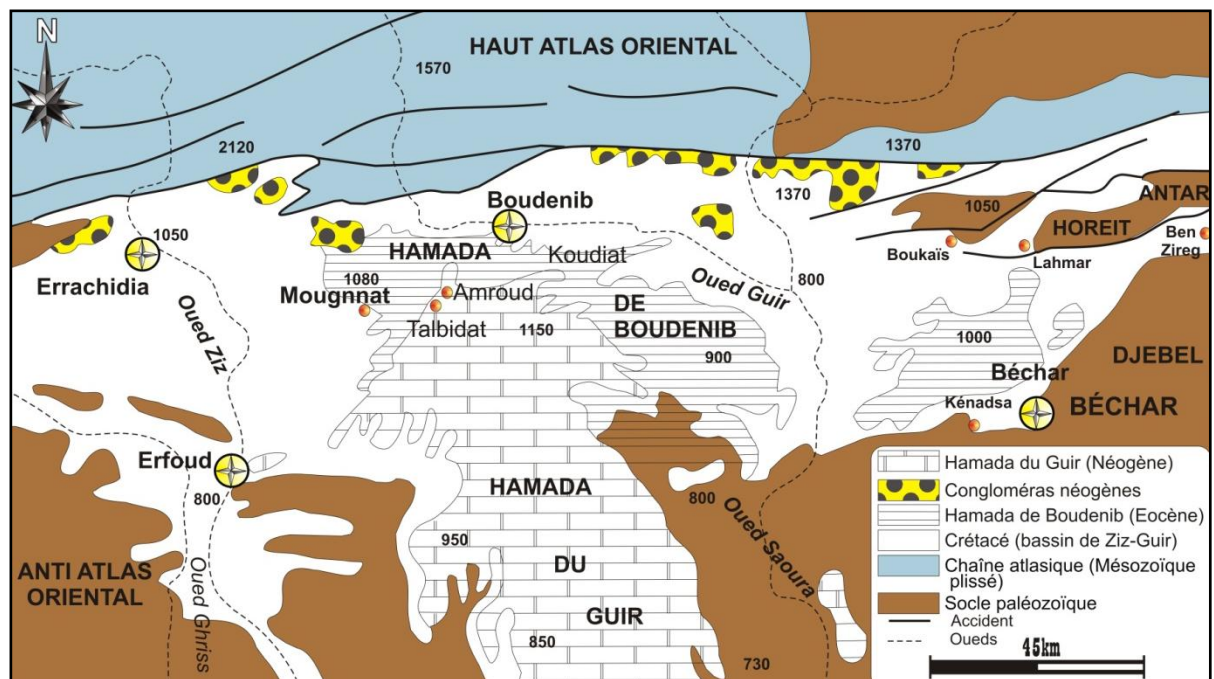 N
HAUT ATLAS ORIENTAL
1570
2120
1370
1370
ANTAR
1050
HOREIT
Boudenib
1050
Ben
Zireg
Boukaïs
Lahmar
HAMADA
Koudiat
Errachidia
1080
Oued Guir
800
Mougnnat
Amroud
DE
BOUDENIB
Talbidat
1150
Oued Ziz
900
1000
DJEBEL
Béchar
BÉCHAR
Kénadsa
Erfoud
800
HAMADA
800
Oued Saoura
950
DU
ANTI ATLAS
ORIENTAL
Oued Ghriss
GUIR
850
730
Hamada du Guir (Néogène)
Congloméras néogènes
Hamada de Boudenib (Eocène)
Crétacé (bassin de Ziz-Guir)
Chaîne atlasique (Mésozoïque
plissé)
Socle paléozoïque
Accident
Oueds
45km